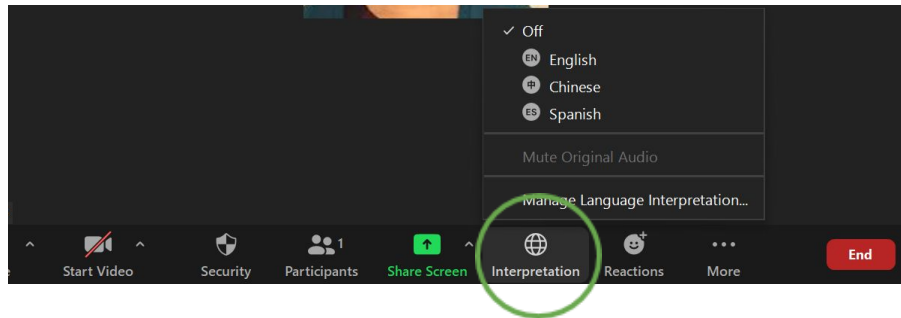 Off
EN English
中 Chinese
ES Spanish
Mute Original Audio
Manage Language Interpretation...
1
Start Video Security Participants Share Screen Interpretation Reactions More End